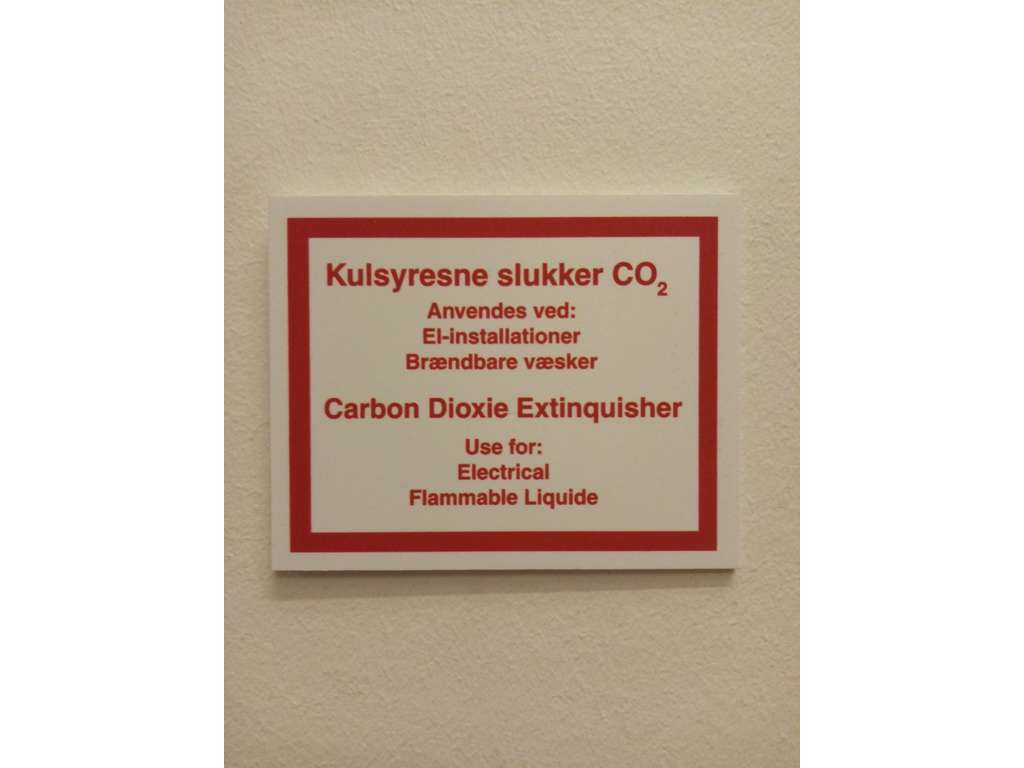 Kulsyresne slukker CO₂
Anvendes ved:
El-installationer
Brændbare væsker
Carbon Dioxie Extinquisher
Use for:
Electrical
Flammable Liquide